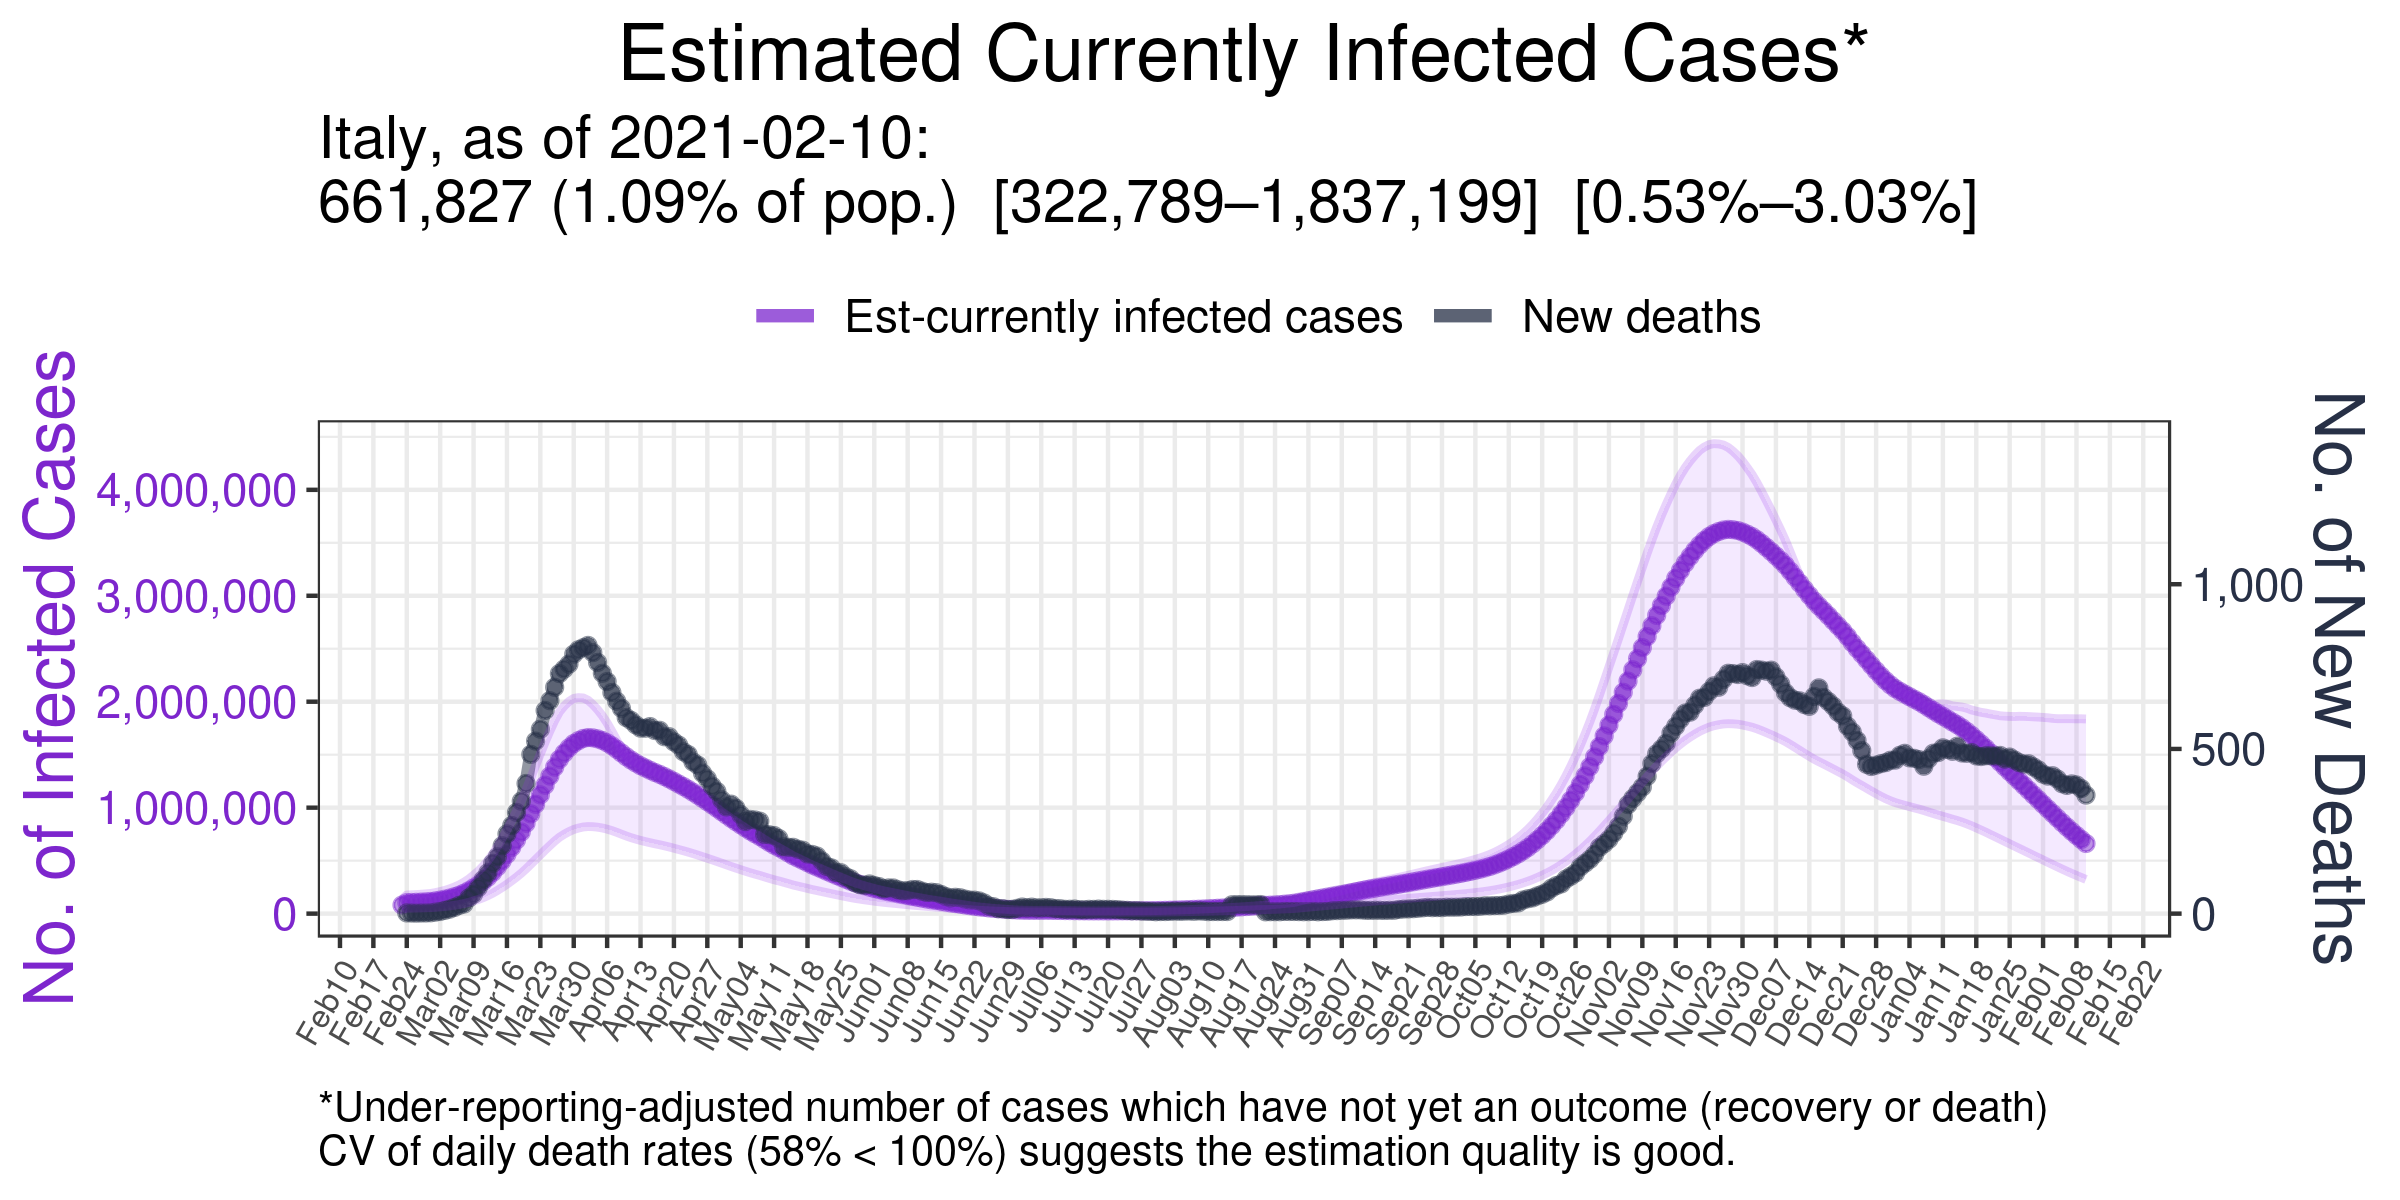 Estimated Currently Infected Cases*
Italy, as of 2021-02-10:
661,827 (1.09% of pop.) [322,789–1,837,199] [0.53%–3.03%]
Est-currently infected cases New deaths
No. of Infected Cases
4,000,000
3,000,000
2,000,000
1,000,000
0
No. of New Deaths
1,000
500
0
Feb10 Feb17 Feb24 Mar02 Mar09 Mar16 Mar23 Mar30 Apr06 Apr13 Apr20 Apr27 May04 May11 May18 May25 Jun01 Jun08 Jun15 Jun22 Jun29 Jul06 Jul13 Jul20 Jul27 Aug03 Aug10 Aug17 Aug24 Aug31 Sep07 Sep14 Sep21 Sep28 Oct05 Oct12 Oct19 Oct26 Nov02 Nov09 Nov16 Nov23 Nov30 Dec07 Dec14 Dec21 Dec28 Jan04 Jan11 Jan18 Jan25 Feb01 Feb08 Feb15 Feb22
*Under-reporting-adjusted number of cases which have not yet an outcome (recovery or death)
CV of daily death rates (58% < 100%) suggests the estimation quality is good.